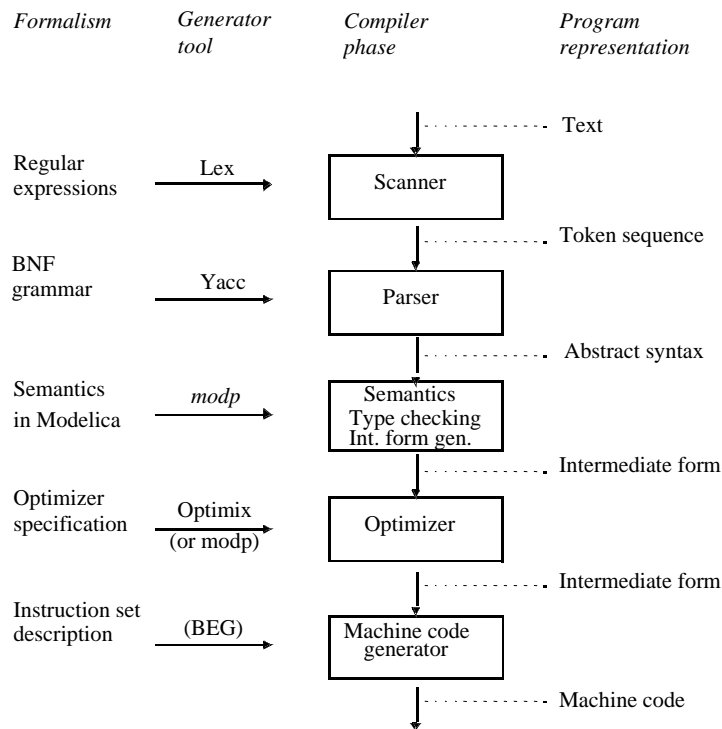 Formalism
Generator
tool
Compiler
phase
Program
representation
Text
Regular
expressions
Lex
Scanner
Token sequence
BNF
grammar
Yacc
Parser
Abstract syntax
Semantics
in Modelica
modp
Semantics
Type checking
Int. form gen.
Intermediate form
Optimizer
specification
Optimix
(or modp)
Optimizer
Intermediate form
Instruction set
description
(BEG)
Machine code
generator
Machine code